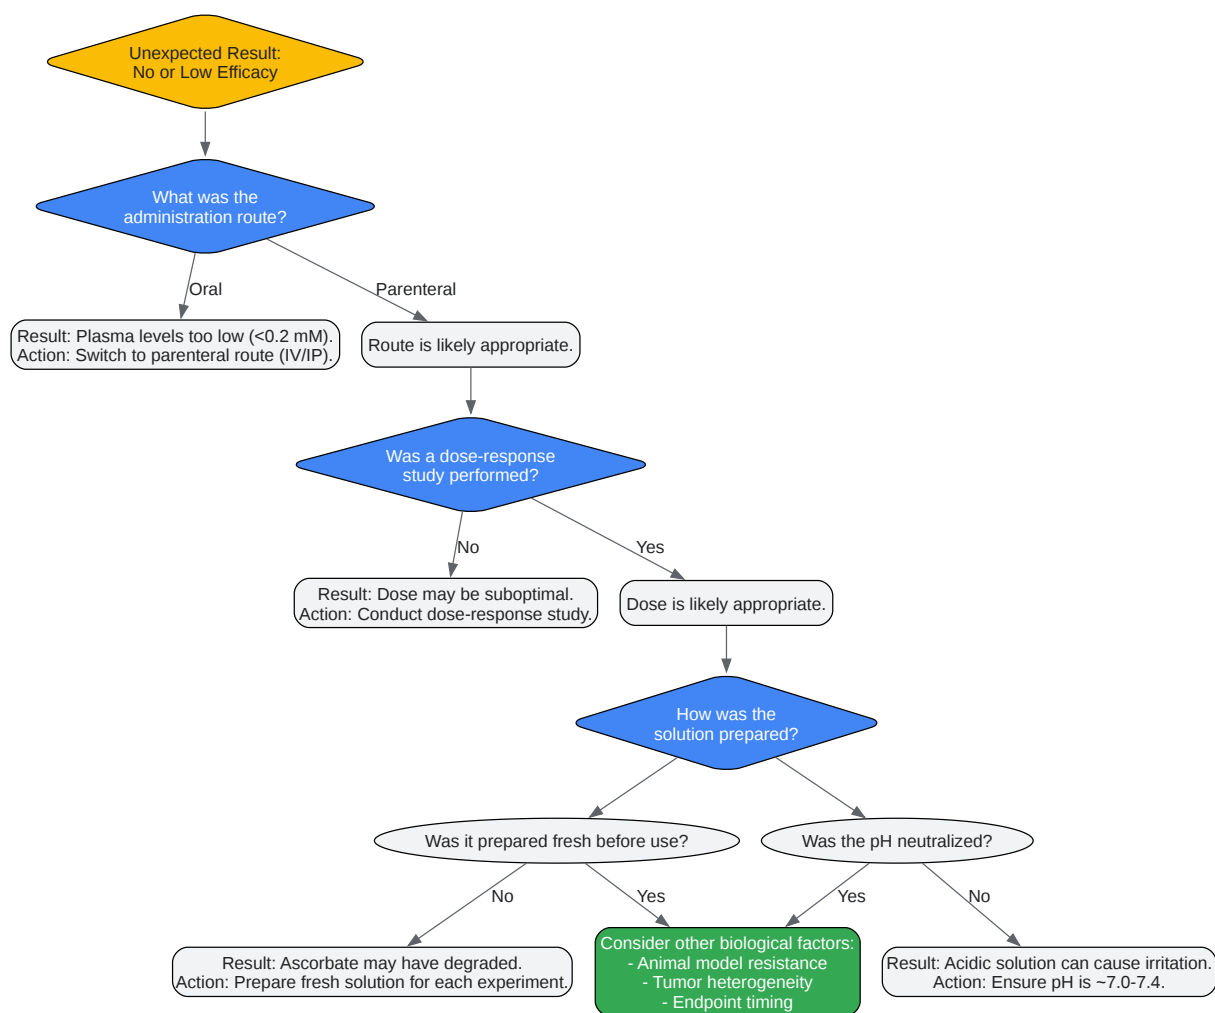 Unexpected Result:
No or Low Efficacy
What was the
administration route?
Oral
Parenteral
Result: Plasma levels too low (<0.2 mM).
Action: Switch to parenteral route (IV/IP).
Route is likely appropriate.
Was a dose-response
study performed?
No
Yes
Result: Dose may be suboptimal.
Action: Conduct dose-response study.
Dose is likely appropriate.
How was the
solution prepared?
Was it prepared fresh before use?
Was the pH neutralized?
No
Yes
Yes
No
Result: Ascorbate may have degraded.
Action: Prepare fresh solution for each experiment.
Consider other biological factors:
- Animal model resistance
- Tumor heterogeneity
- Endpoint timing
Result: Acidic solution can cause irritation.
Action: Ensure pH is ~7.0-7.4.